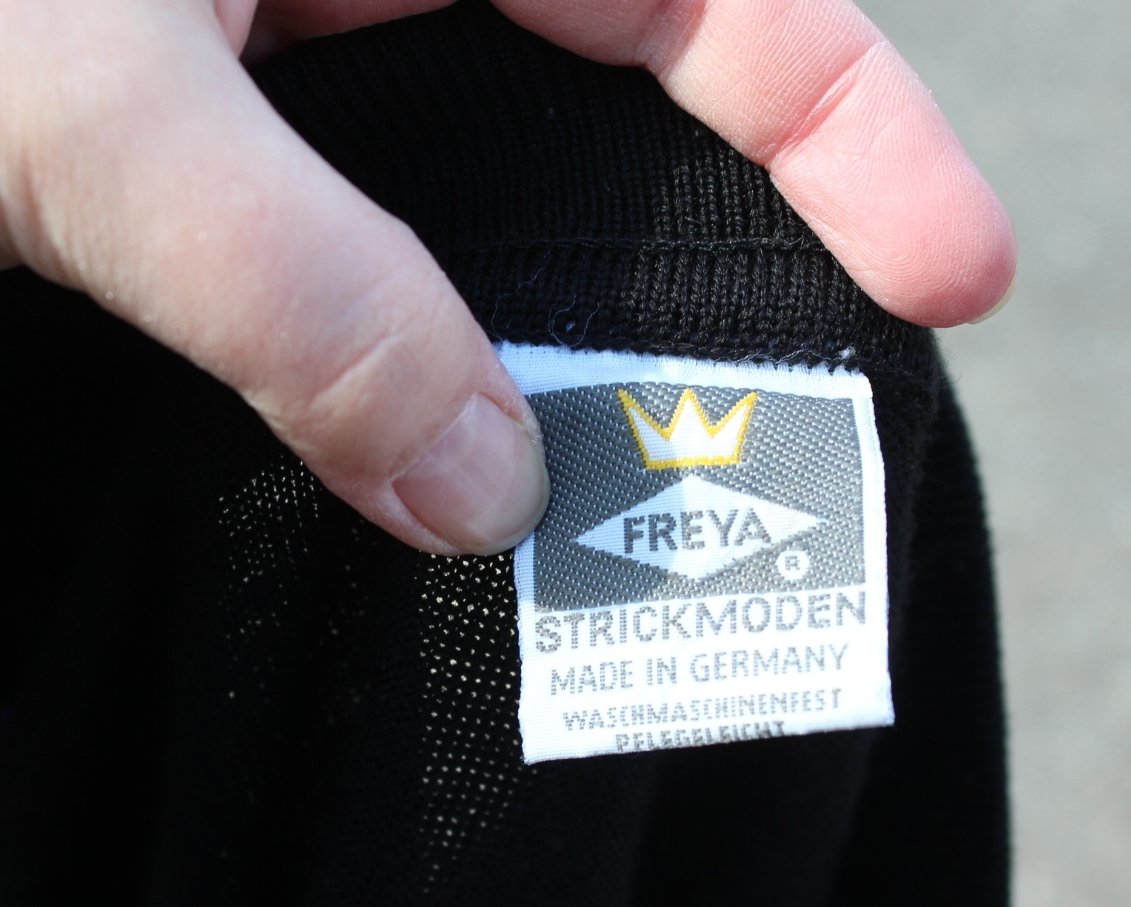 FREYA
®
STRICKMODEN
MADE IN GERMANY
WASCHMASCHINENFEST
PFLEGELEICHT